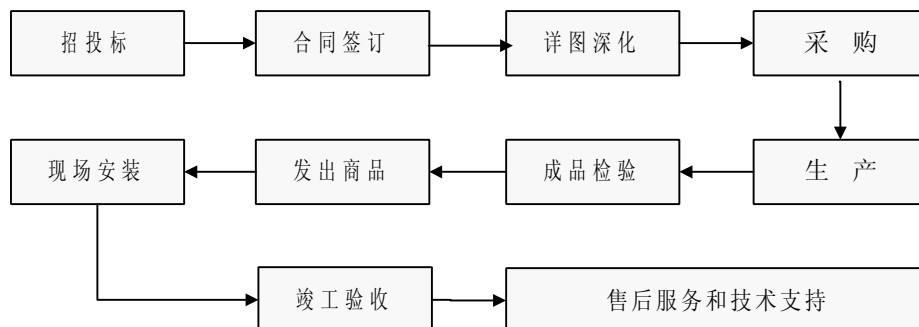 招投标
合同签订
详图深化
采 购
生 产
成品检验
发出商品
现场安装
竣工验收
售后服务和技术支持